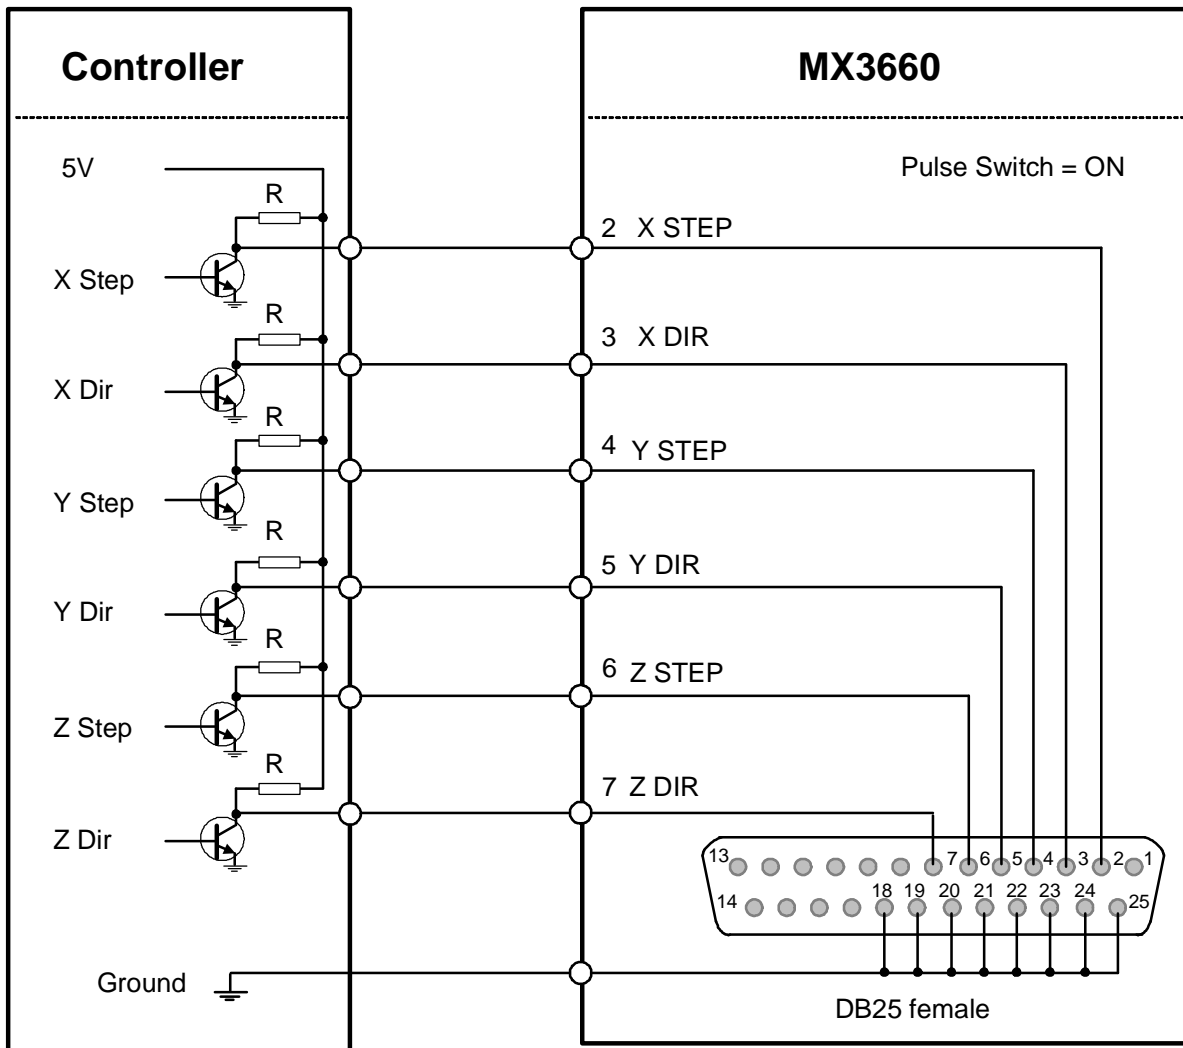 Controller
MX3660
5V
Pulse Switch = ON
R
2 X STEP
X Step
R
3 X DIR
X Dir
R
4 Y STEP
Y Step
R
5 Y DIR
Y Dir
R
6 Z STEP
Z Step
R
7 Z DIR
Z Dir
13 7 6 5 4 3 2 1
14 18 19 20 21 22 23 24 25
Ground
DB25 female